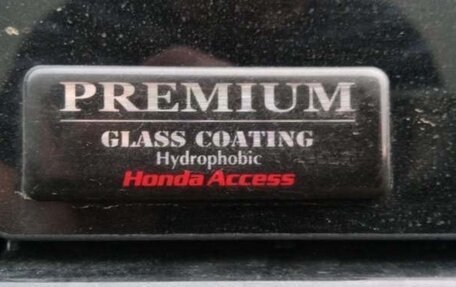 PREMIUM
GLASS COATING
Hydrophobic
Honda Access